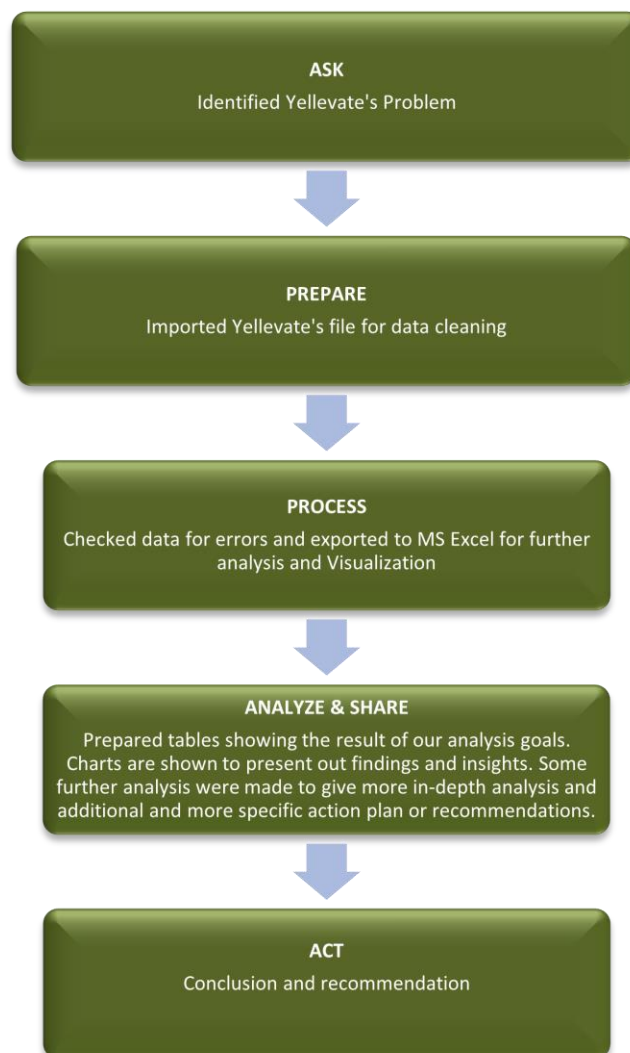 ASK
Identified Yellevate's Problem
PREPARE
Imported Yellevate's file for data cleaning
PROCESS
Checked data for errors and exported to MS Excel for further
analysis and Visualization
ANALYZE & SHARE
Prepared tables showing the result of our analysis goals.
Charts are shown to present out findings and insights. Some
further analysis were made to give more in-depth analysis and
additional and more specific action plan or recommendations.
ACT
Conclusion and recommendation